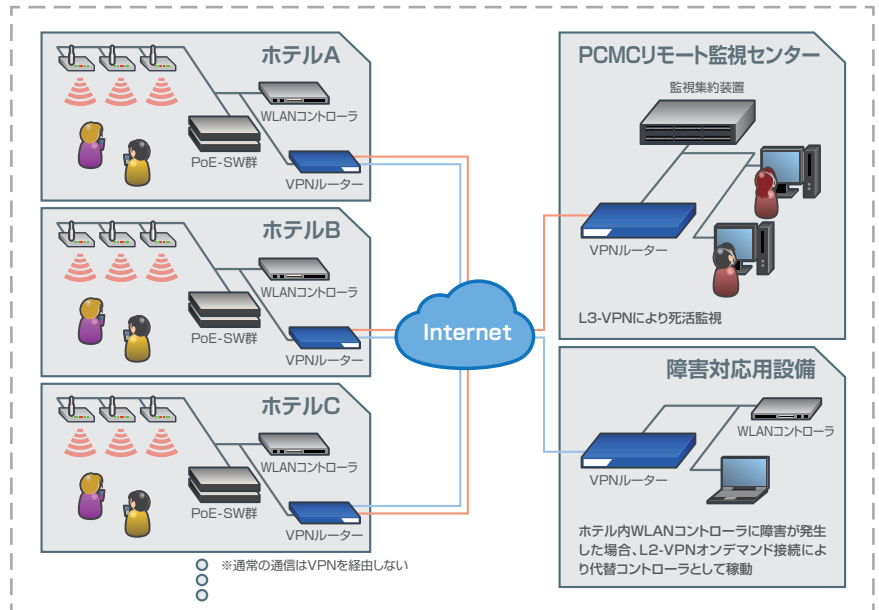 ホテルA
WLANコントローラ
PoE-SW群
VPNルーター
ホテルB
WLANコントローラ
PoE-SW群
VPNルーター
ホテルC
WLANコントローラ
PoE-SW群
VPNルーター
※通常の通信はVPNを経由しない
Internet
PCMCリモート監視センター
監視集約装置
VPNルーター
L3-VPNにより死活監視
障害対応用設備
WLANコントローラ
VPNルーター
ホテル内WLANコントローラに障害が発生
した場合、L2-VPNオンデマンド接続によ
り代替コントローラとして稼動